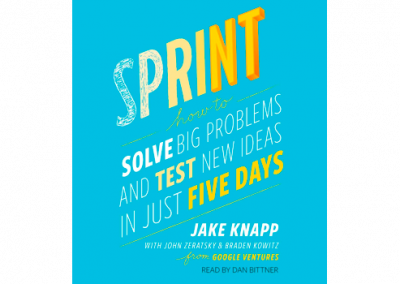 SPRINT
how to
SOLVE BIG PROBLEMS
AND TEST NEW IDEAS
IN JUST FIVE DAYS
JAKE KNAPP
WITH JOHN ZERATSKY & BRADEN KOWITZ
from GOOGLE VENTURES
READ BY DAN BITTNER